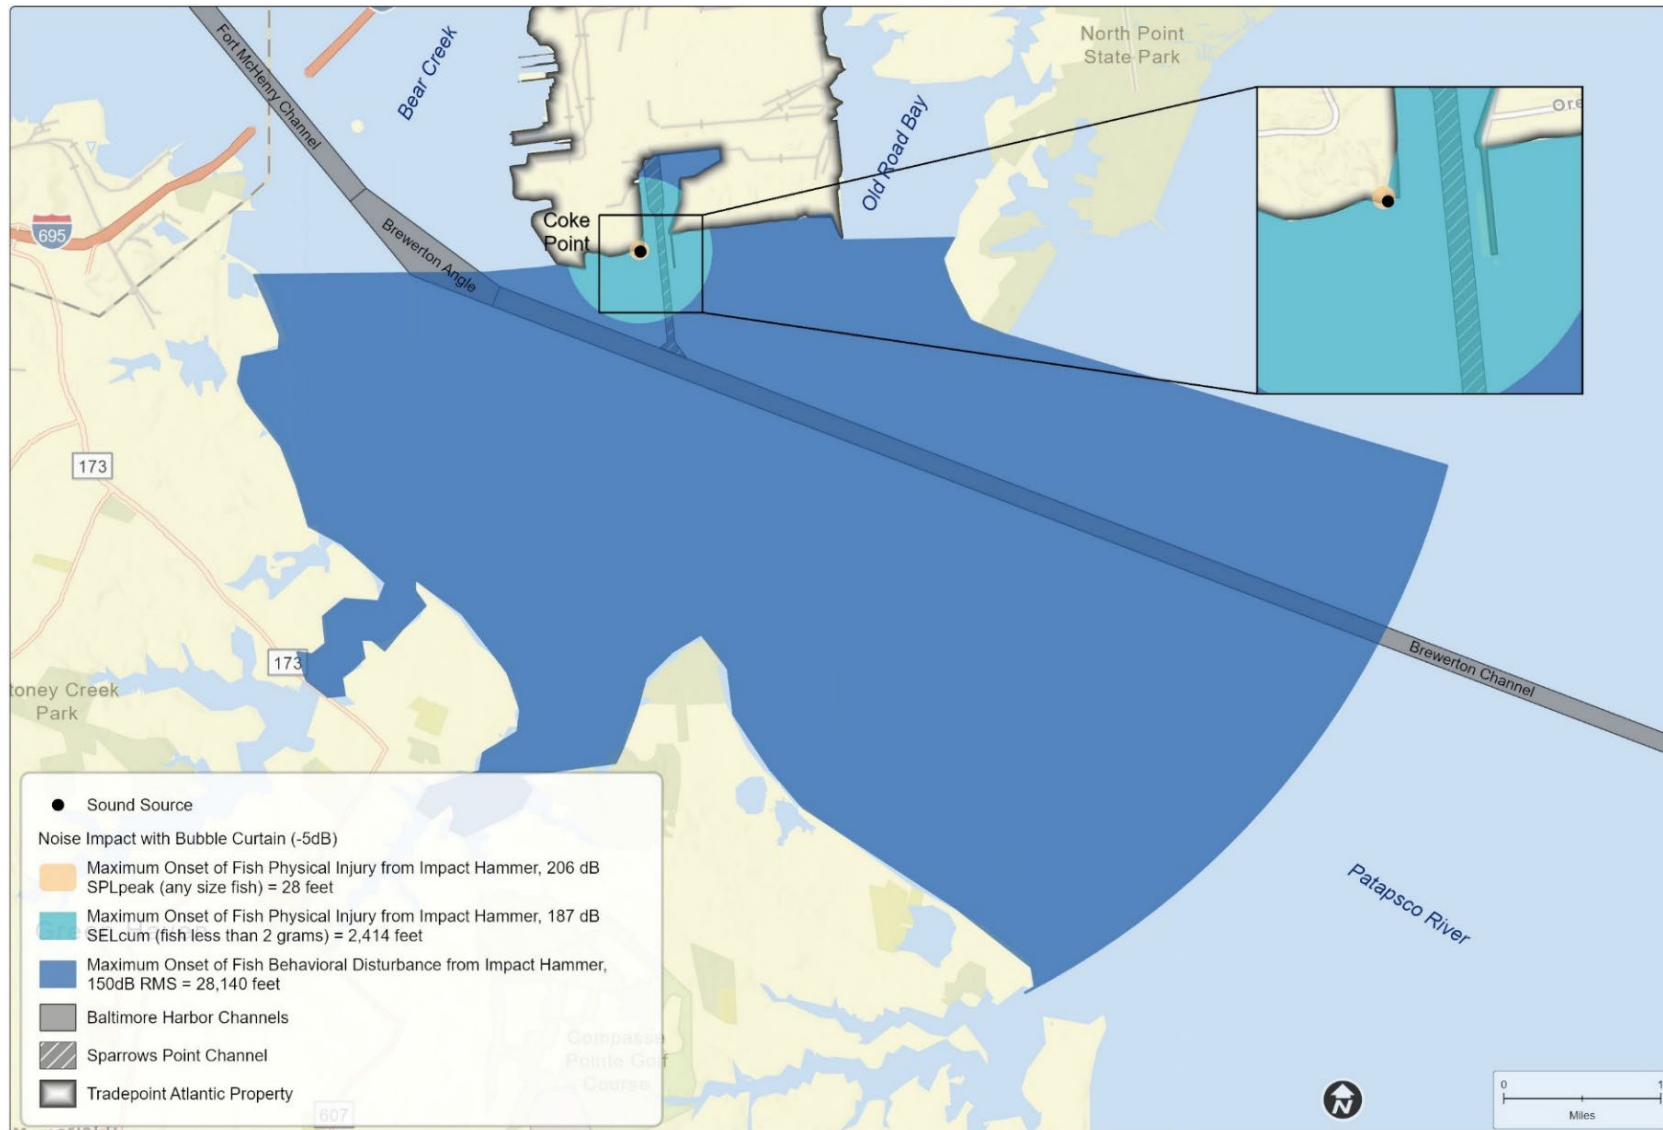 Fort McHenry Channel
Bear Creek
North Point
State Park
Old Road Bay
Ore
695
Coke
Point
Brewerton Angle
173
173
toney Creek
Park
Brewerton Channel
Patapsco River
Sound Source
Noise Impact with Bubble Curtain (-5dB)
Maximum Onset of Fish Physical Injury from Impact Hammer, 206 dB
SPLpeak (any size fish) = 28 feet
Maximum Onset of Fish Physical Injury from Impact Hammer, 187 dB
SELcum (fish less than 2 grams) = 2,414 feet
Maximum Onset of Fish Behavioral Disturbance from Impact Hammer,
150dB RMS = 28,140 feet
Baltimore Harbor Channels
Sparrows Point Channel
Tradepoint Atlantic Property
Green Haven
Compass
Pointe Golf
Course
607
N
0 1
Miles